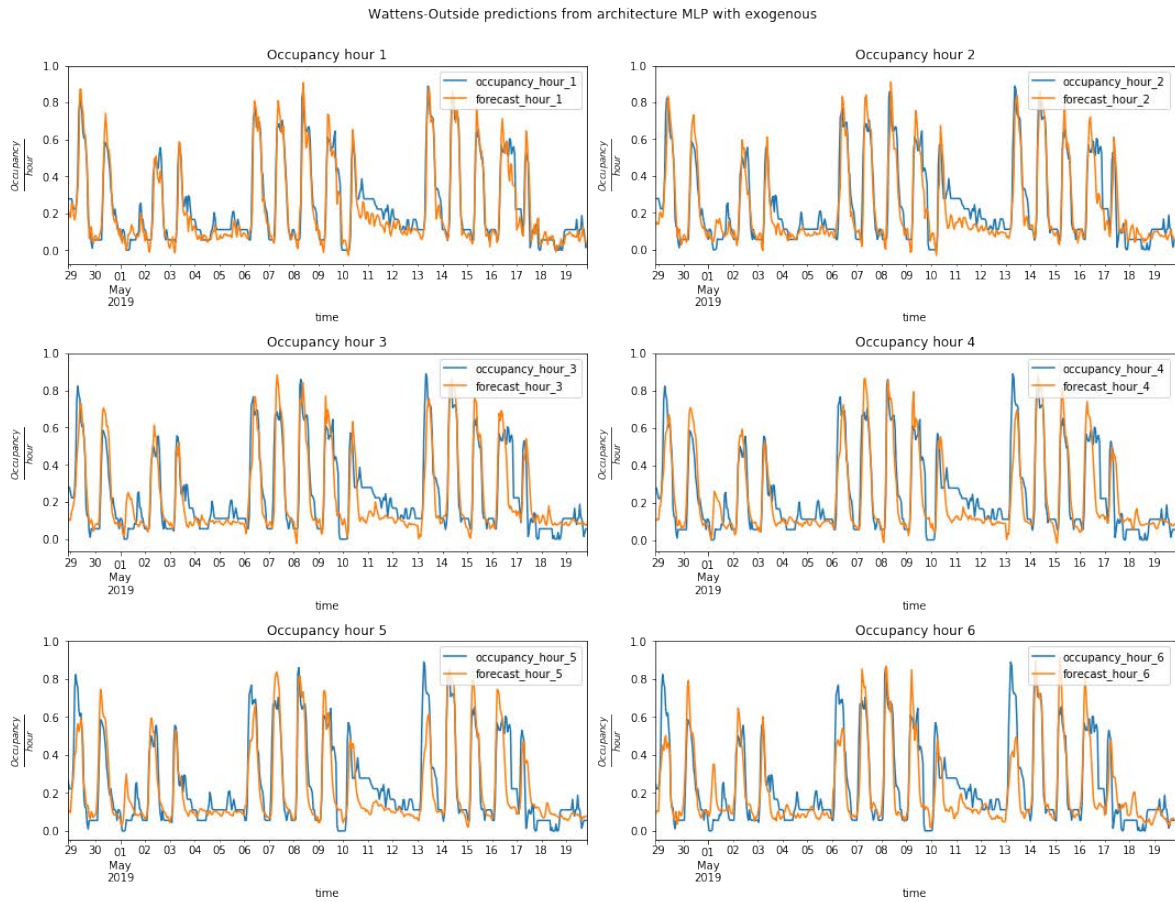 Wattens-Outside predictions from architecture MLP with exogenous
Occupancy hour 1
1.0
0.8
0.6
0.4
0.2
0.0
Occupancy
hour
occupancy_hour_1
forecast_hour_1
29 30 01 02 03 04 05 06 07 08 09 10 11 12 13 14 15 16 17 18 19
May
2019
time
Occupancy hour 2
1.0
0.8
0.6
0.4
0.2
0.0
Occupancy
hour
occupancy_hour_2
forecast_hour_2
29 30 01 02 03 04 05 06 07 08 09 10 11 12 13 14 15 16 17 18 19
May
2019
time
Occupancy hour 3
1.0
0.8
0.6
0.4
0.2
0.0
Occupancy
hour
occupancy_hour_3
forecast_hour_3
29 30 01 02 03 04 05 06 07 08 09 10 11 12 13 14 15 16 17 18 19
May
2019
time
Occupancy hour 4
1.0
0.8
0.6
0.4
0.2
0.0
Occupancy
hour
occupancy_hour_4
forecast_hour_4
29 30 01 02 03 04 05 06 07 08 09 10 11 12 13 14 15 16 17 18 19
May
2019
time
Occupancy hour 5
1.0
0.8
0.6
0.4
0.2
0.0
Occupancy
hour
occupancy_hour_5
forecast_hour_5
29 30 01 02 03 04 05 06 07 08 09 10 11 12 13 14 15 16 17 18 19
May
2019
time
Occupancy hour 6
1.0
0.8
0.6
0.4
0.2
0.0
Occupancy
hour
occupancy_hour_6
forecast_hour_6
29 30 01 02 03 04 05 06 07 08 09 10 11 12 13 14 15 16 17 18 19
May
2019
time